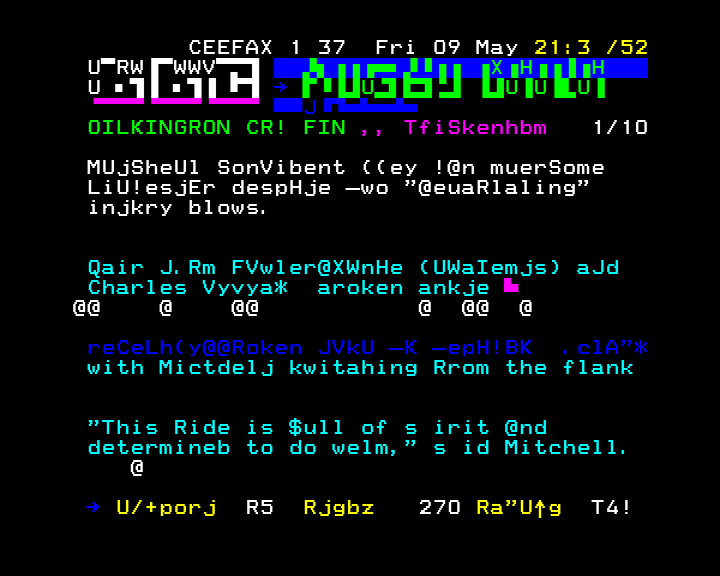 CEEFAX 1 37 Fri 09 May 21:3 /52
U RW WWV X H H
U U U U U
J
OILKINGRON CR! FIN ,, TfiSkenhbm 1/10
MUjSheUl SonVibent ((ey !@n muerSome
LiU!esjEr despHje —wo "@euaRlaling"
injkry blows.
Qair J.Rm FVwler@XWnHe (UWaIemjs) aJd
Charles Vyvya* aroken ankje
@@ @ @@ @ @@ @
reCeLh(y@@Roken JVkU —K —epH!BK .clA"*
with Mictdelj kwitahing Rrom the flank
"This Ride is $ull of s irit @nd
determineb to do welm," s id Mitchell.
@
→ U/+porj R5 Rjgbz 270 Ra"U↑g T4!